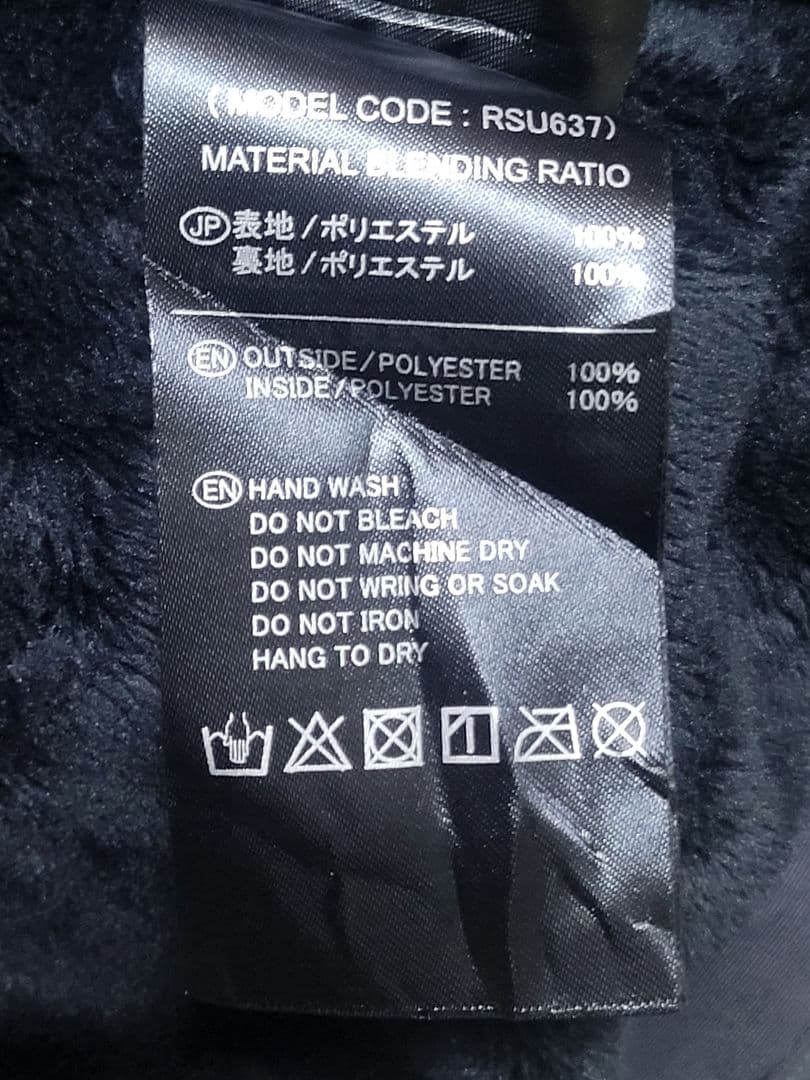 (MODEL CODE : RSU637)
MATERIAL BLENDING RATIO
JP 表地/ポリエステル 100%
裏地/ポリエステル 100%
EN OUTSIDE/POLYESTER 100%
INSIDE/POLYESTER 100%
EN HAND WASH
DO NOT BLEACH
DO NOT MACHINE DRY
DO NOT WRING OR SOAK
DO NOT IRON
HANG TO DRY